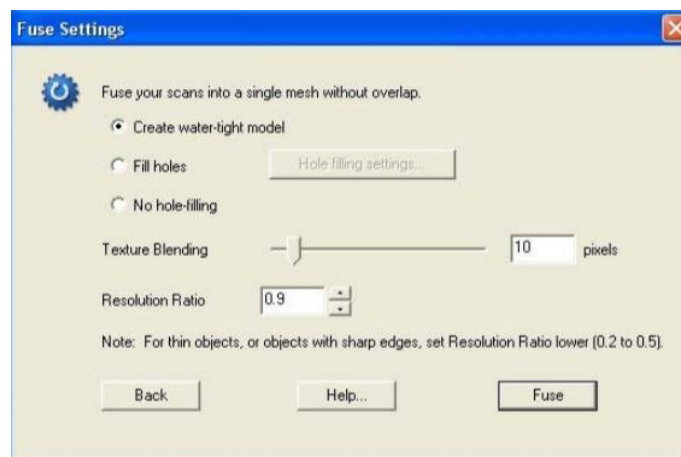 Fuse Settings
Fuse your scans into a single mesh without overlap.
Create water-tight model
Fill holes
Hole filling settings...
No hole-filling
Texture Blending 10 pixels
Resolution Ratio 0.9
Note: For thin objects, or objects with sharp edges, set Resolution Ratio lower (0.2 to 0.5).
Back Help... Fuse